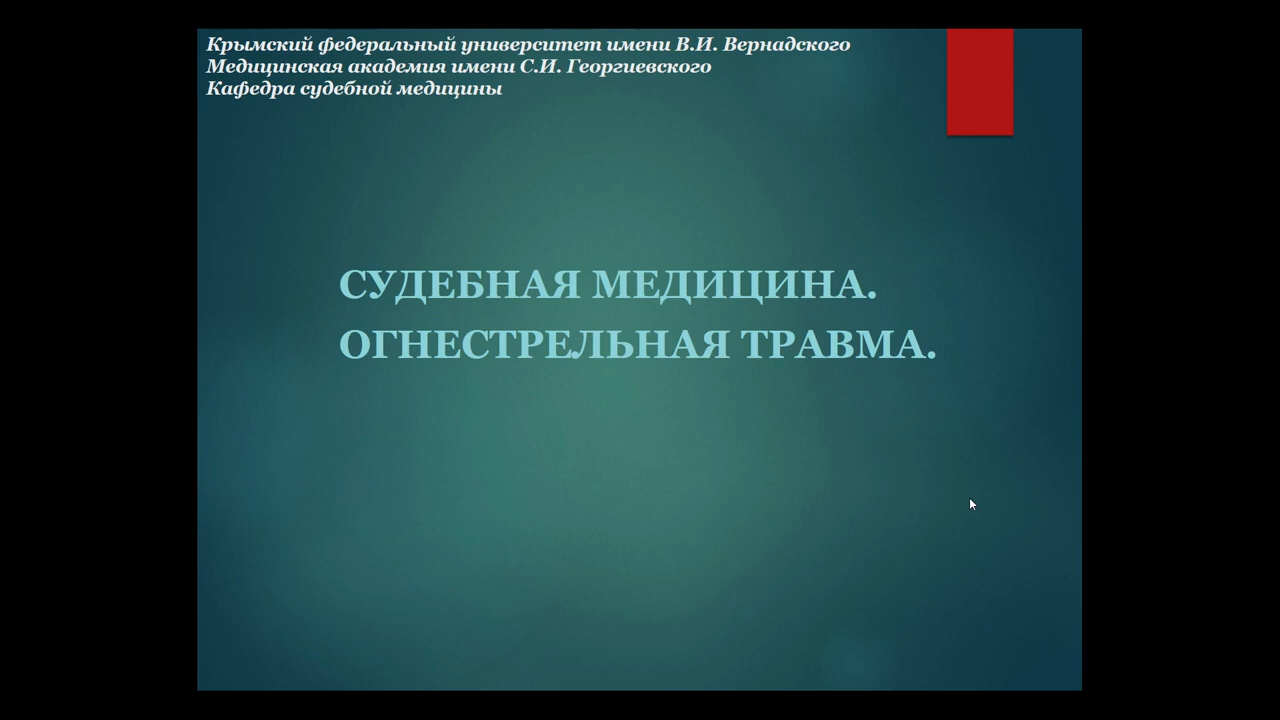 Крымский федеральный университет имени В.И. Вернадского
Медицинская академия имени С.И. Георгиевского
Кафедра судебной медицины
СУДЕБНАЯ МЕДИЦИНА.
ОГНЕСТРЕЛЬНАЯ ТРАВМА.